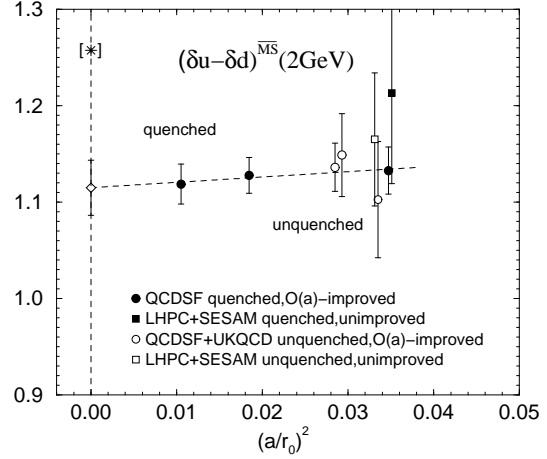 1.3
[*]
(δu−δd)^MS̅(2GeV)
1.2
quenched
1.1
unquenched
● QCDSF quenched,O(a)−improved
■ LHPC+SESAM quenched,unimproved
1.0
○ QCDSF+UKQCD unquenched,O(a)−improved
□ LHPC+SESAM unquenched,unimproved
0.9
0.00 0.01 0.02 0.03 0.04 0.05
(a/r₀)²